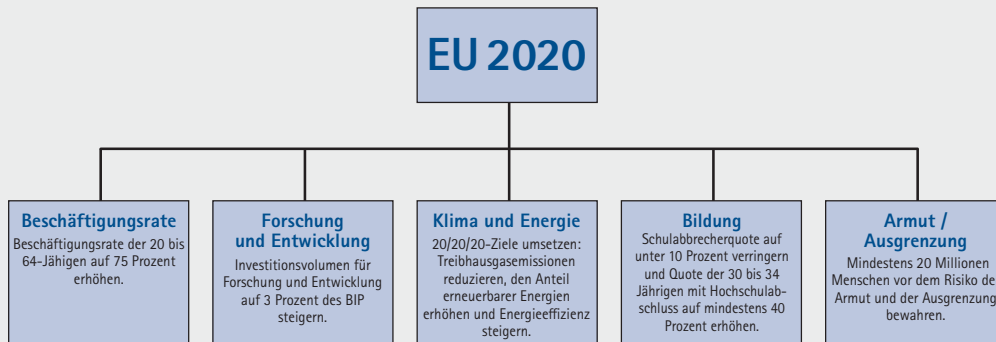 EU 2020
Beschäftigungsrate
Beschäftigungsrate der 20 bis
64-Jähigen auf 75 Prozent
erhöhen.
Forschung
und Entwicklung
Investitionsvolumen für
Forschung und Entwicklung
auf 3 Prozent des BIP
steigern.
Klima und Energie
20/20/20-Ziele umsetzen:
Treibhausgasemissionen
reduzieren, den Anteil
erneuerbarer Energien
erhöhen und Energieeffizienz
steigern.
Bildung
Schulabbrecherquote auf
unter 10 Prozent verringern
und Quote der 30 bis 34
Jährigen mit Hochschulab-
schluss auf mindestens 40
Prozent erhöhen.
Armut /
Ausgrenzung
Mindestens 20 Millionen
Menschen vor dem Risiko de
Armut und der Ausgrenzung
bewahren.